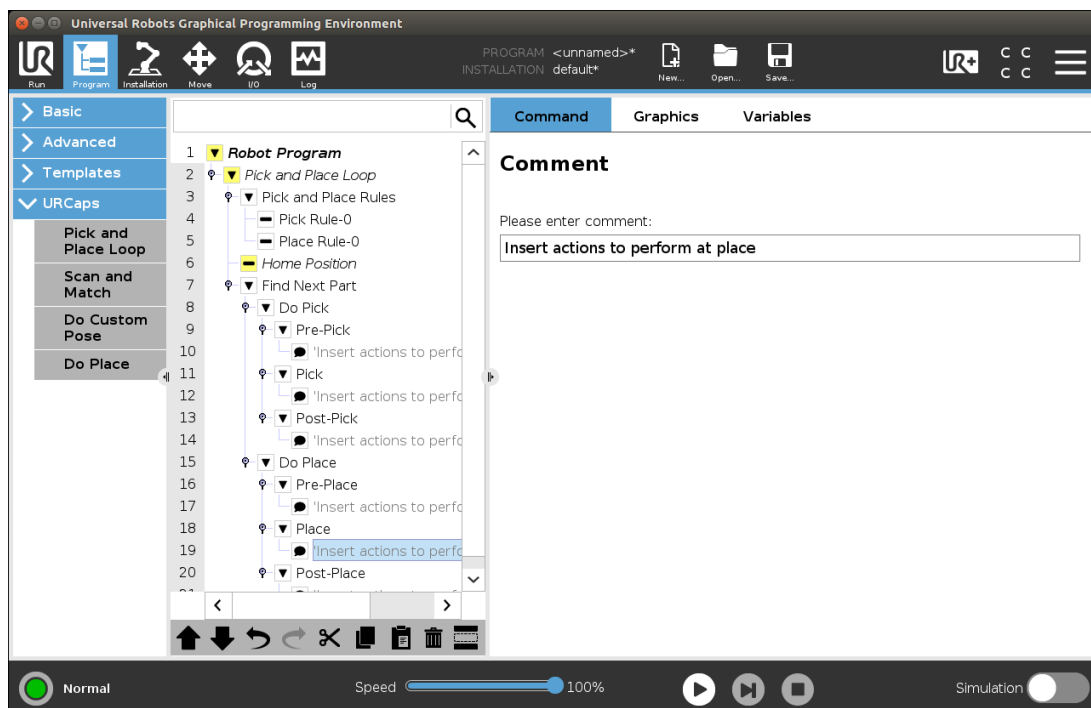 Universal Robots Graphical Programming Environment
UR
Run
Program
Installation
Move
I/O
Log
PROGRAM <unnamed>*
INSTALLATION default*
New...
Open...
Save...
UR+
C C
C C
Basic
Advanced
Templates
URCaps
Pick and
Place Loop
Scan and
Match
Do Custom
Pose
Do Place
1 Robot Program
2 Pick and Place Loop
3 Pick and Place Rules
4 Pick Rule-0
5 Place Rule-0
6 Home Position
7 Find Next Part
8 Do Pick
9 Pre-Pick
10 'Insert actions to perfo
11 Pick
12 'Insert actions to perfo
13 Post-Pick
14 'Insert actions to perfo
15 Do Place
16 Pre-Place
17 'Insert actions to perfo
18 Place
19 'Insert actions to perfo
20 Post-Place
Command
Graphics
Variables
Comment
Please enter comment:
Insert actions to perform at place
Normal
Speed
100%
Simulation